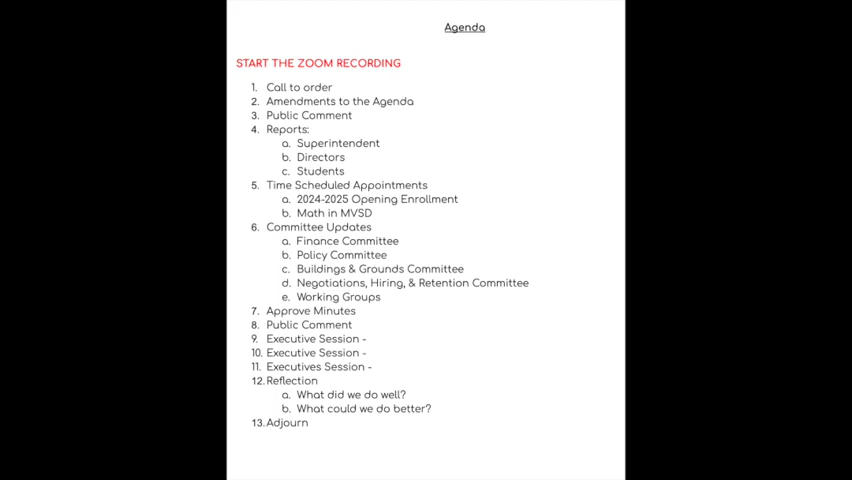 Agenda
START THE ZOOM RECORDING
1. Call to order
2. Amendments to the Agenda
3. Public Comment
4. Reports:
a. Superintendent
b. Directors
c. Students
5. Time Scheduled Appointments
a. 2024-2025 Opening Enrollment
b. Math in MVSD
6. Committee Updates
a. Finance Committee
b. Policy Committee
c. Buildings & Grounds Committee
d. Negotiations, Hiring, & Retention Committee
e. Working Groups
7. Approve Minutes
8. Public Comment
9. Executive Session -
10. Executive Session -
11. Executives Session -
12. Reflection
a. What did we do well?
b. What could we do better?
13. Adjourn